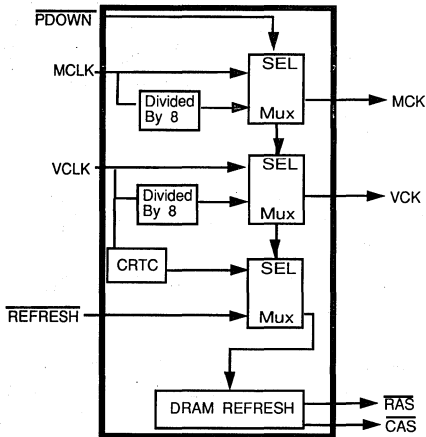 PDOWN
SEL
MCLK
Divided
By 8
Mux
MCK
SEL
VCLK
Divided
By 8
Mux
VCK
CRTC
SEL
REFRESH
Mux
DRAM REFRESH
RAS
CAS